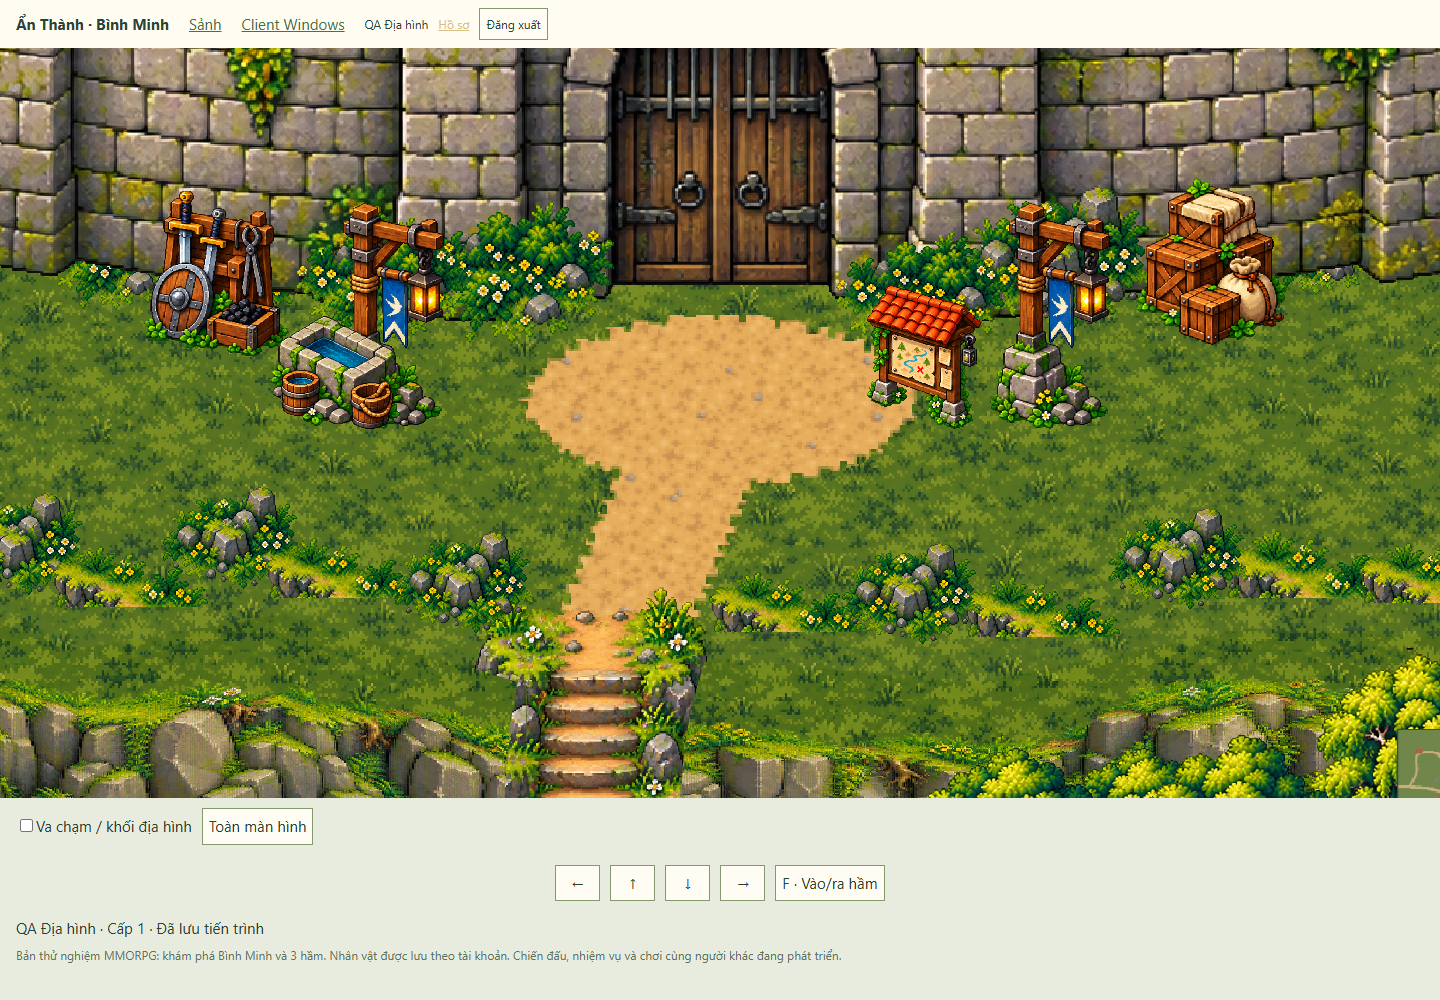 Ẩn Thành · Bình Minh Sảnh Client Windows QA Địa hình Hồ sơ Đăng xuất
Va chạm / khối địa hình Toàn màn hình
← ↑ ↓ → F · Vào/ra hầm
QA Địa hình · Cấp 1 · Đã lưu tiến trình
Bản thử nghiệm MMORPG: khám phá Bình Minh và 3 hầm. Nhân vật được lưu theo tài khoản. Chiến đấu, nhiệm vụ và chơi cùng người khác đang phát triển.